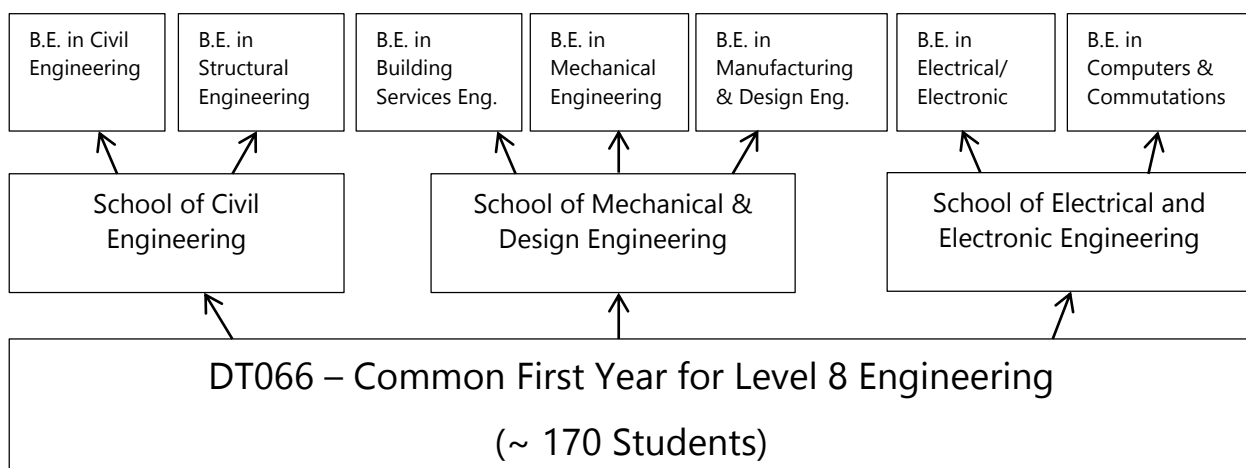 B.E. in Civil
Engineering
B.E. in
Structural
Engineering
B.E. in
Building
Services Eng.
B.E. in
Mechanical
Engineering
B.E. in
Manufacturing
& Design Eng.
B.E. in
Electrical/
Electronic
B.E. in
Computers &
Commutations
School of Civil
Engineering
School of Mechanical &
Design Engineering
School of Electrical and
Electronic Engineering
DT066 – Common First Year for Level 8 Engineering
(~ 170 Students)